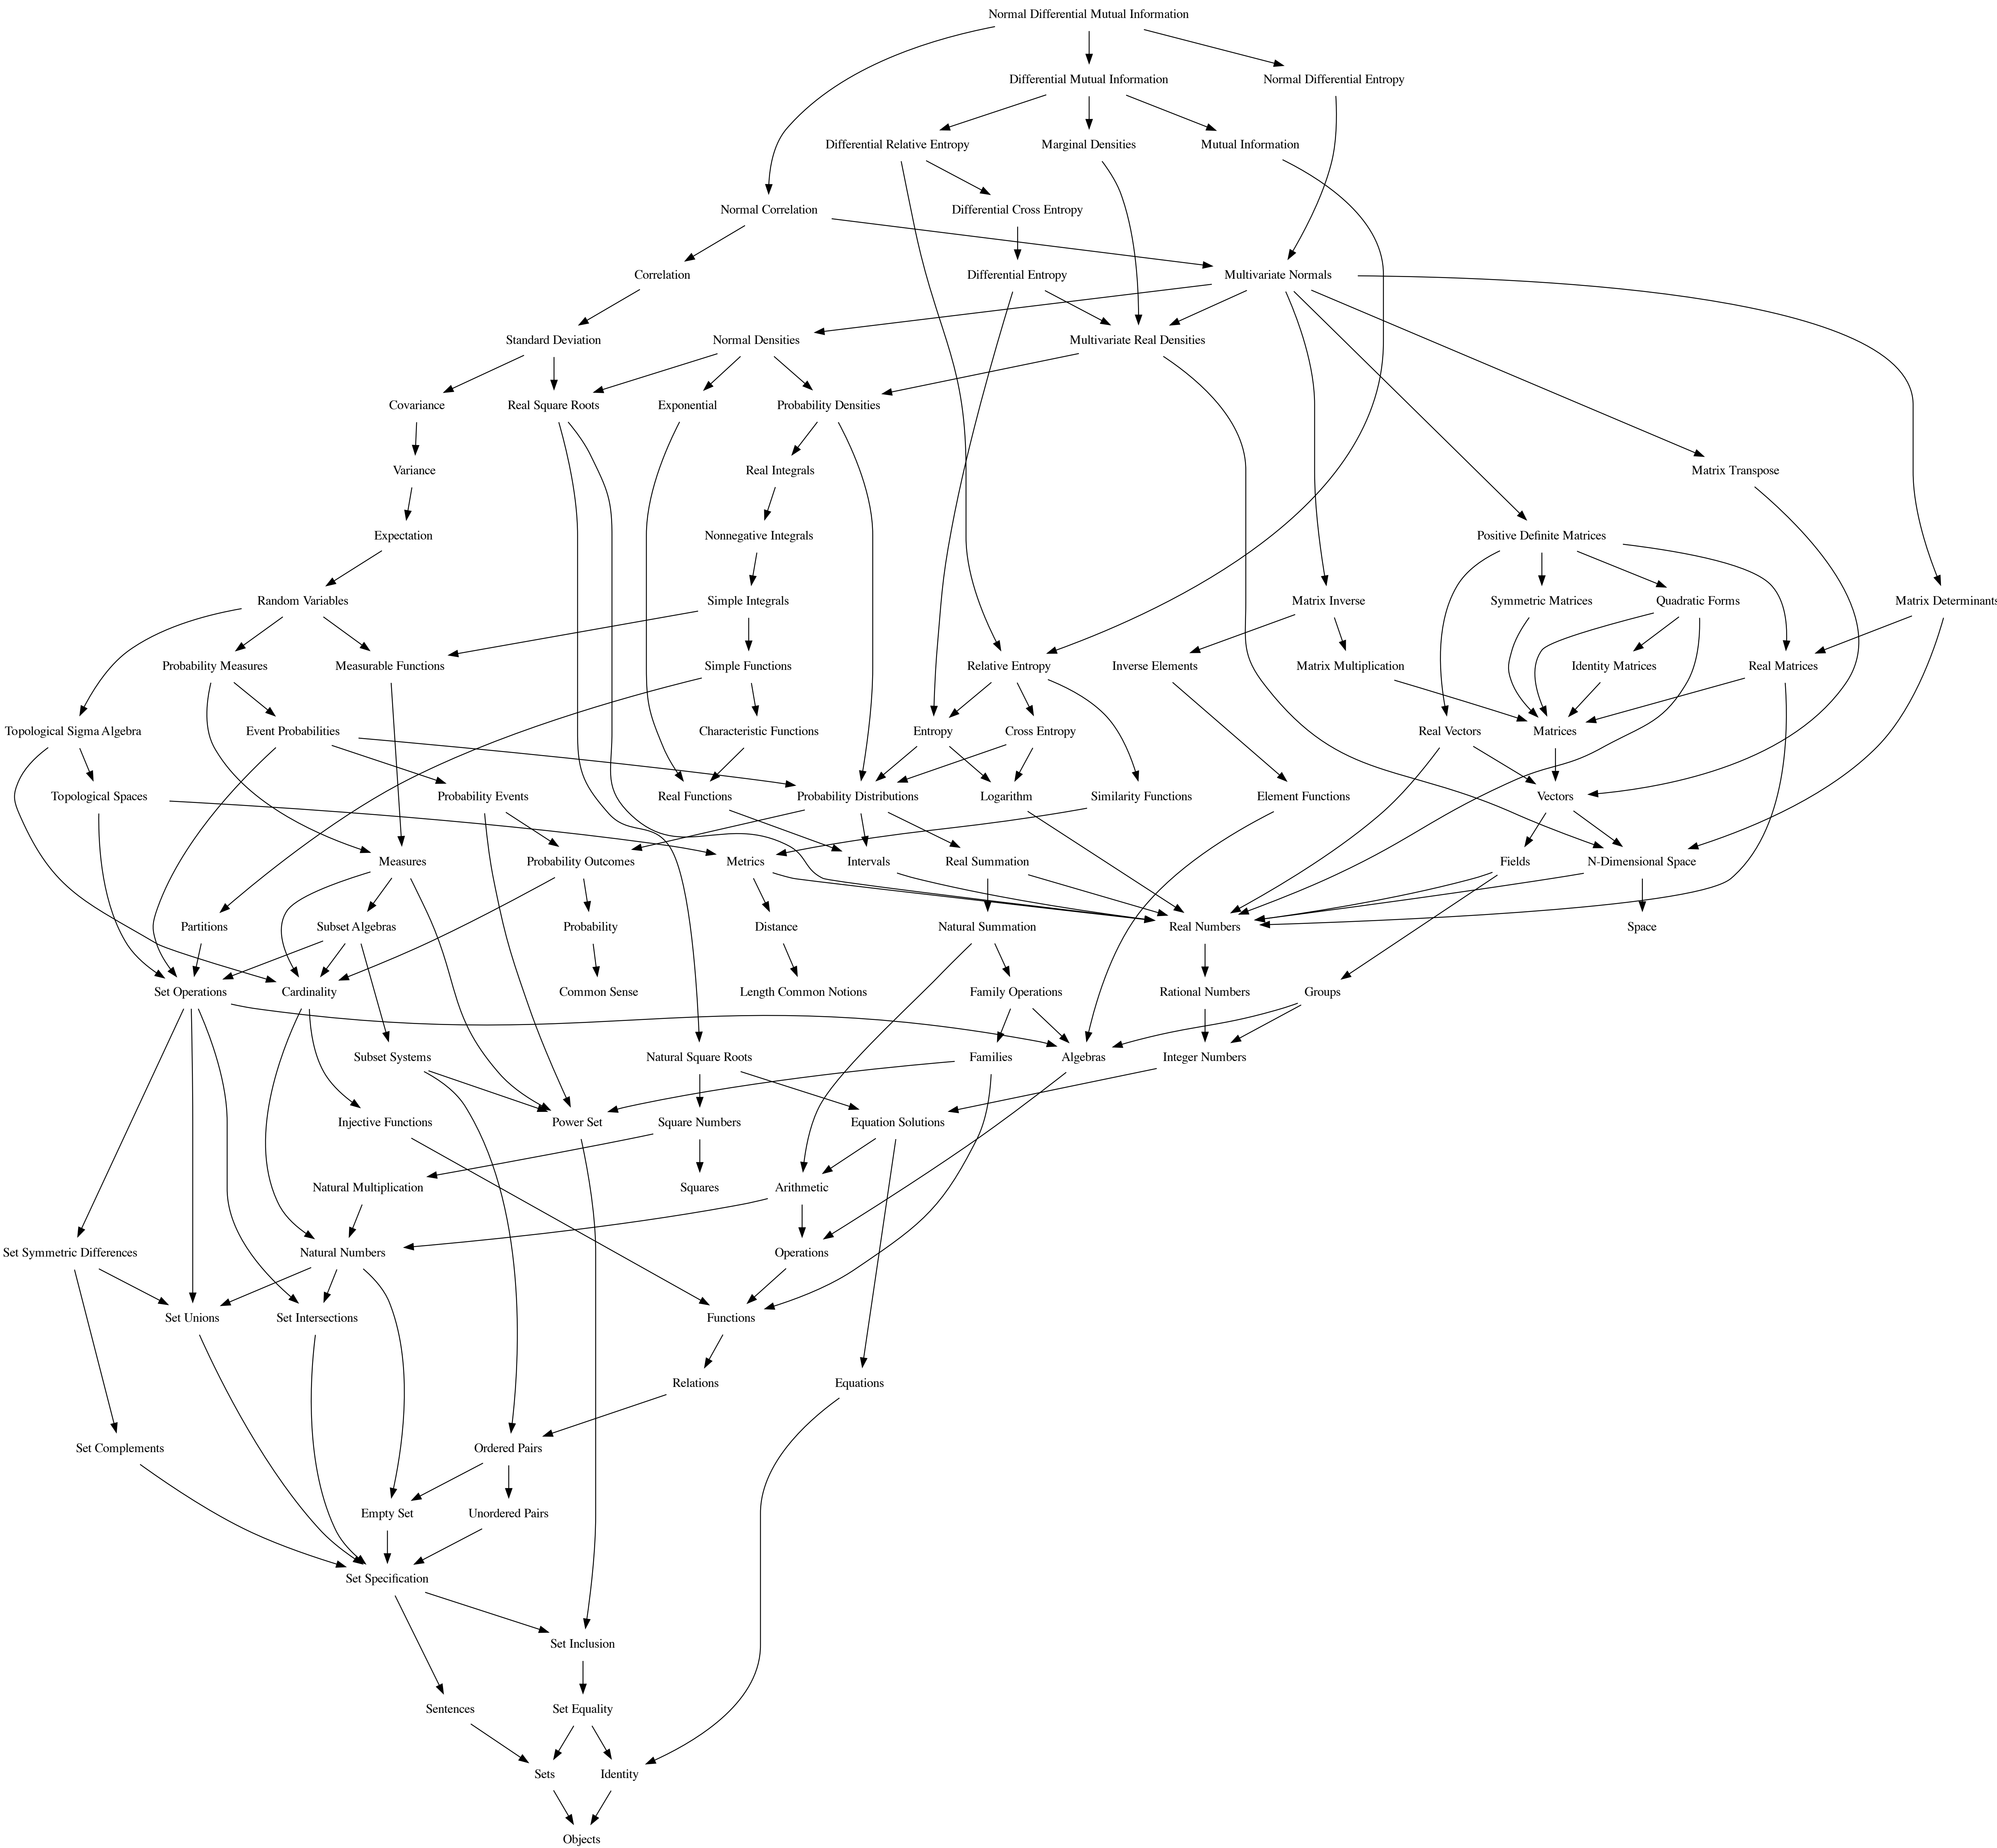 Normal Differential Mutual Information
Differential Mutual Information
Normal Differential Entropy
Differential Relative Entropy
Marginal Densities
Mutual Information
Normal Correlation
Differential Cross Entropy
Correlation
Differential Entropy
Multivariate Normals
Standard Deviation
Normal Densities
Multivariate Real Densities
Covariance
Real Square Roots
Exponential
Probability Densities
Variance
Real Integrals
Matrix Transpose
Expectation
Nonnegative Integrals
Positive Definite Matrices
Random Variables
Simple Integrals
Matrix Inverse
Symmetric Matrices
Quadratic Forms
Matrix Determinants
Probability Measures
Measurable Functions
Simple Functions
Relative Entropy
Inverse Elements
Matrix Multiplication
Identity Matrices
Real Matrices
Topological Sigma Algebra
Event Probabilities
Characteristic Functions
Entropy
Cross Entropy
Real Vectors
Matrices
Topological Spaces
Probability Events
Real Functions
Probability Distributions
Logarithm
Similarity Functions
Element Functions
Vectors
Measures
Probability Outcomes
Metrics
Intervals
Real Summation
Fields
N-Dimensional Space
Partitions
Subset Algebras
Probability
Distance
Natural Summation
Real Numbers
Space
Set Operations
Cardinality
Common Sense
Length Common Notions
Family Operations
Rational Numbers
Groups
Subset Systems
Natural Square Roots
Families
Algebras
Integer Numbers
Injective Functions
Power Set
Square Numbers
Equation Solutions
Natural Multiplication
Squares
Arithmetic
Set Symmetric Differences
Natural Numbers
Operations
Set Unions
Set Intersections
Functions
Relations
Equations
Set Complements
Ordered Pairs
Empty Set
Unordered Pairs
Set Specification
Set Inclusion
Sentences
Set Equality
Sets
Identity
Objects